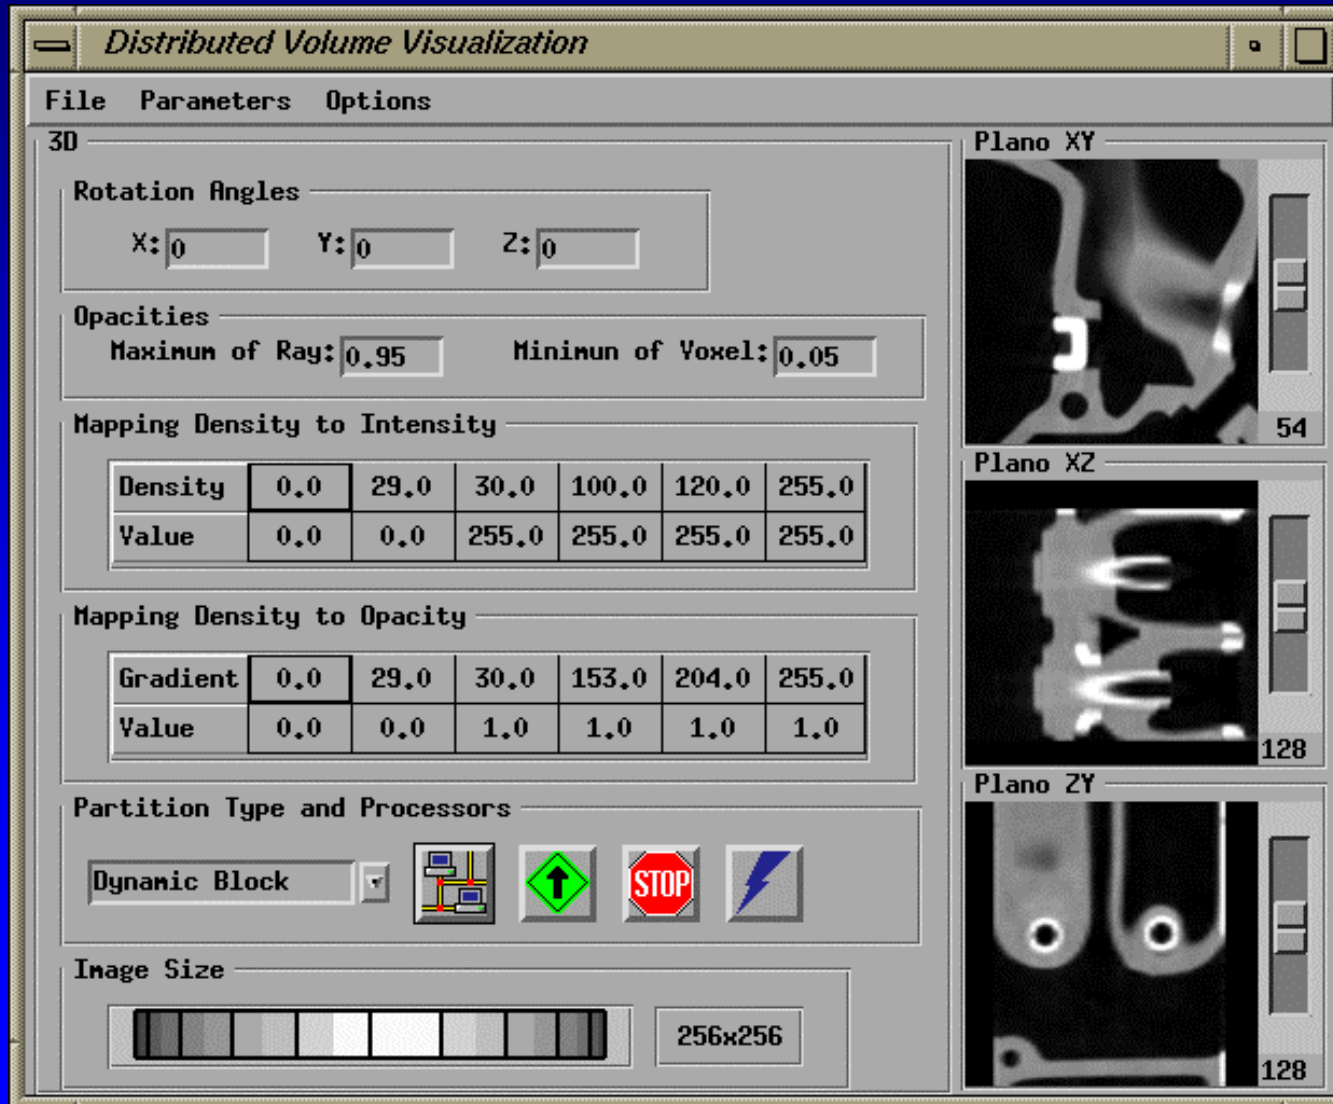 Distributed Volume Visualization
File Parameters Options
3D
Rotation Angles
X: 0 Y: 0 Z: 0
Opacities
Maximum of Ray: 0.95 Minimun of Voxel: 0.05
Mapping Density to Intensity
Density 0.0 29.0 30.0 100.0 120.0 255.0
Value 0.0 0.0 255.0 255.0 255.0 255.0
Mapping Density to Opacity
Gradient 0.0 29.0 30.0 153.0 204.0 255.0
Value 0.0 0.0 1.0 1.0 1.0 1.0
Partition Type and Processors
Dynamic Block STOP
Image Size
256x256
Plano XY
54
Plano XZ
128
Plano ZY
128